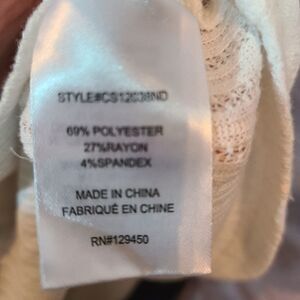 STYLE#CS12038ND
69% POLYESTER
27%RAYON
4%SPANDEX
MADE IN CHINA
FABRIQUÉ EN CHINE
RN#129450